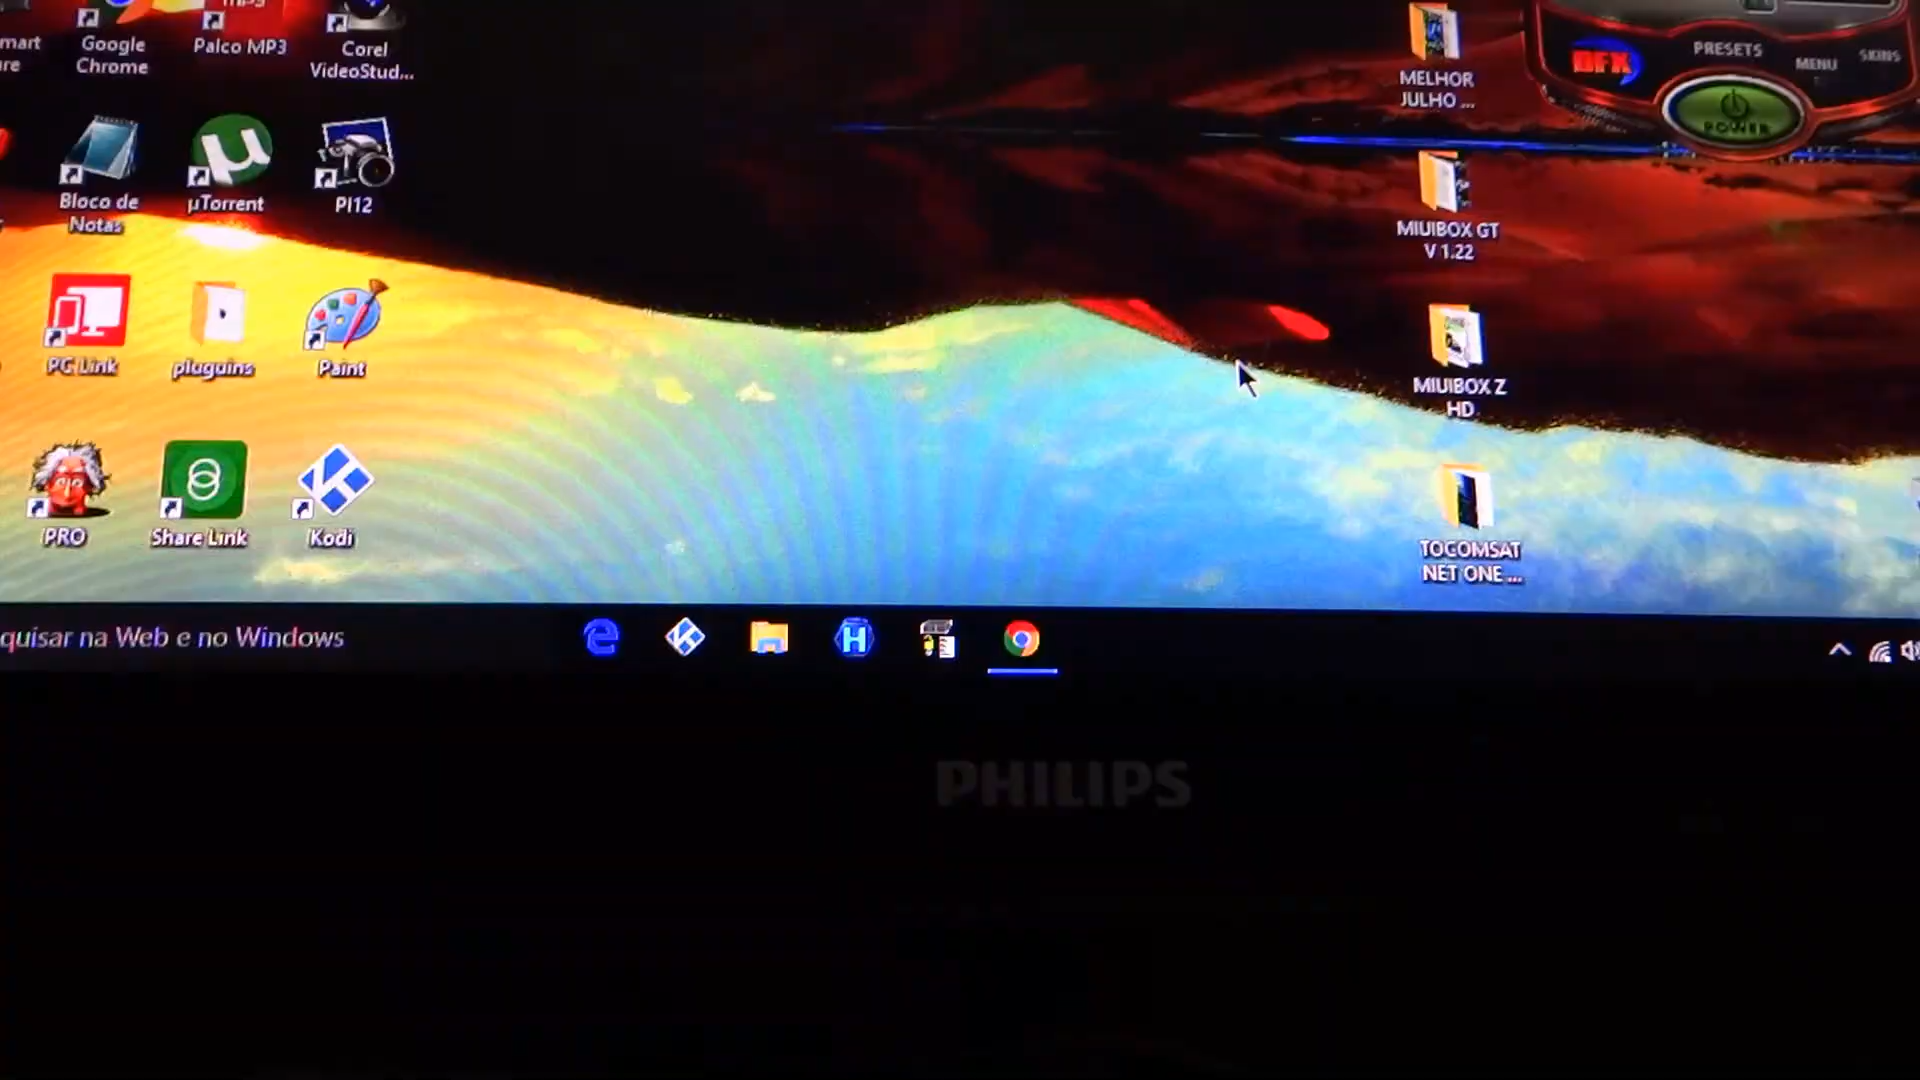 mart
re
Google
Chrome
Palco MP3
Corel
VideoStud...
Bloco de
Notas
µTorrent
PI12
PC Link
pluguins
Paint
iPRO
Share Link
Kodi
MELHOR
JULHO ...
MIUIBOX GT
V 1.22
MIUIBOX Z
HD
TOCOMSAT
NET ONE ...
DFX
PRESETS
MENU
SKINS
POWER
quisar na Web e no Windows
H
PHILIPS